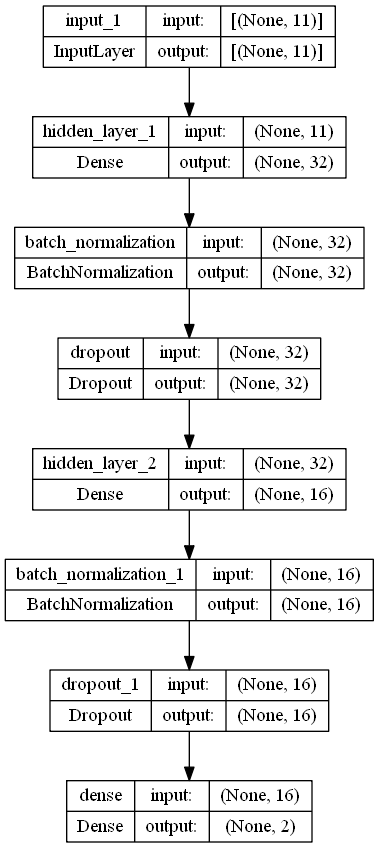 input_1 input: [(None, 11)]
InputLayer output: [(None, 11)]
hidden_layer_1 input: (None, 11)
Dense output: (None, 32)
batch_normalization input: (None, 32)
BatchNormalization output: (None, 32)
dropout input: (None, 32)
Dropout output: (None, 32)
hidden_layer_2 input: (None, 32)
Dense output: (None, 16)
batch_normalization_1 input: (None, 16)
BatchNormalization output: (None, 16)
dropout_1 input: (None, 16)
Dropout output: (None, 16)
dense input: (None, 16)
Dense output: (None, 2)